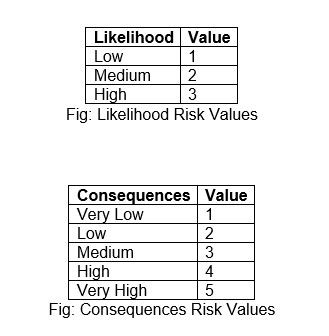 Likelihood Value
Low 1
Medium 2
High 3
Fig: Likelihood Risk Values
Consequences Value
Very Low 1
Low 2
Medium 3
High 4
Very High 5
Fig: Consequences Risk Values